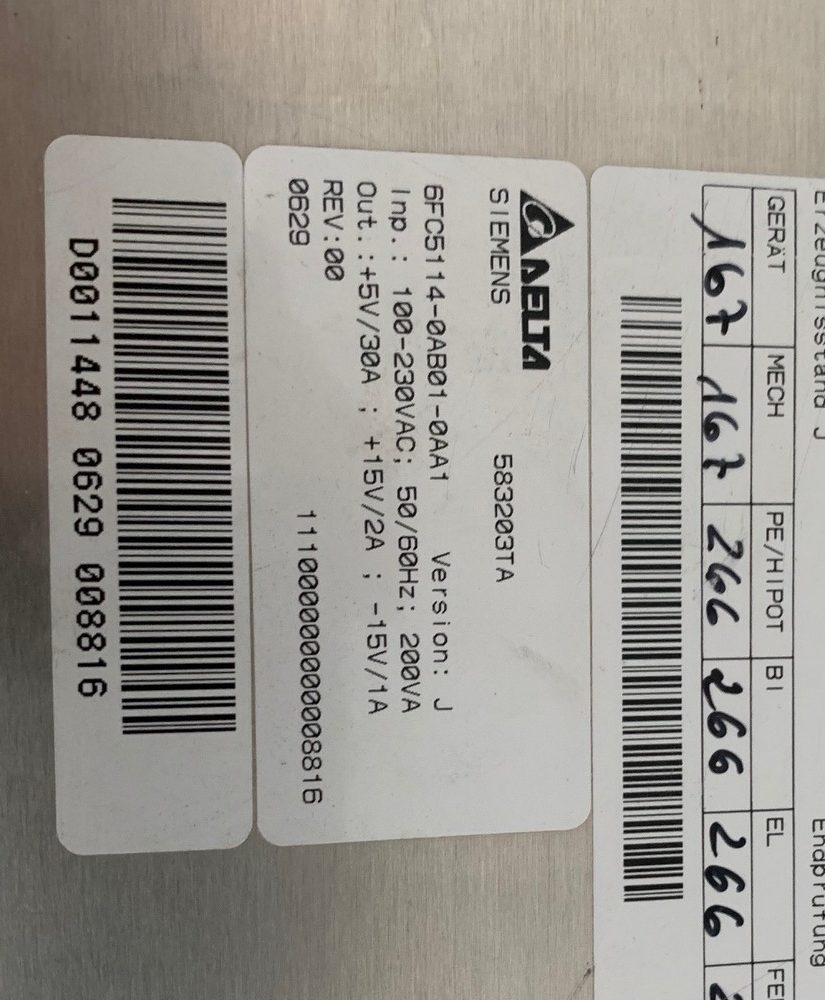 Erzeugnisstand J
Endprüfung
GERÄT MECH PE/HIPOT BI EL
167 167 266 266 266
DELTA
SIEMENS 583203TA
6FC5114-0AB01-0AA1 Version: J
Inp.: 100-230VAC; 50/60Hz; 200VA
Out.:+5V/30A ; +15V/2A ; -15V/1A
REV:00
0629 11100000000008816
D0011448 0629 008816